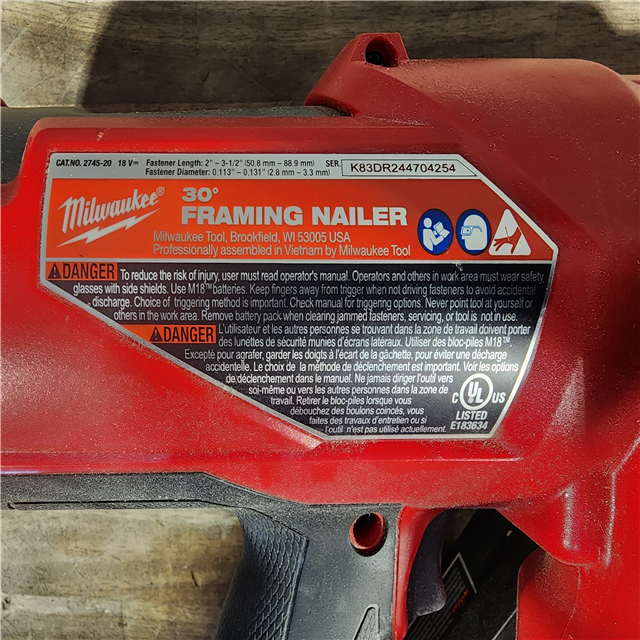 CAT.NO. 2745-20 18 V Fastener Length: 2" – 3-1/2" (50.8 mm – 88.9 mm) SER. K83DR244704254
Fastener Diameter: 0.113" – 0.131" (2.8 mm – 3.3 mm)
Milwaukee®
30°
FRAMING NAILER
Milwaukee Tool, Brookfield, WI 53005 USA
Professionally assembled in Vietnam by Milwaukee Tool
DANGER To reduce the risk of injury, user must read operator's manual. Operators and others in work area must wear safety
glasses with side shields. Use M18™ batteries. Keep fingers away from trigger when not driving fasteners to avoid accidental
discharge. Choice of triggering method is important. Check manual for triggering options. Never point tool at yourself or
others in the work area. Remove battery pack when clearing jammed fasteners, servicing, or tool is not in use.
DANGER L'utilisateur et les autres personnes se trouvant dans la zone de travail doivent porter
des lunettes de sécurité munies d'écrans latéraux. Utiliser des bloc-piles M18™.
Excepté pour agrafer, garder les doigts à l'écart de la gâchette, pour éviter une décharge
accidentelle. Le choix de la méthode de déclenchement est important. Voir les options
de déclenchement dans le manuel. Ne jamais diriger l'outil vers
soi-même ou vers les autres personnes dans la zone de
travail. Retirer le bloc-piles lorsque vous
débouchez des boulons coincés, vous
faites des travaux d'entretien ou si
l'outil n'est pas utilisé actuellement.
C UL US
LISTED
E183634